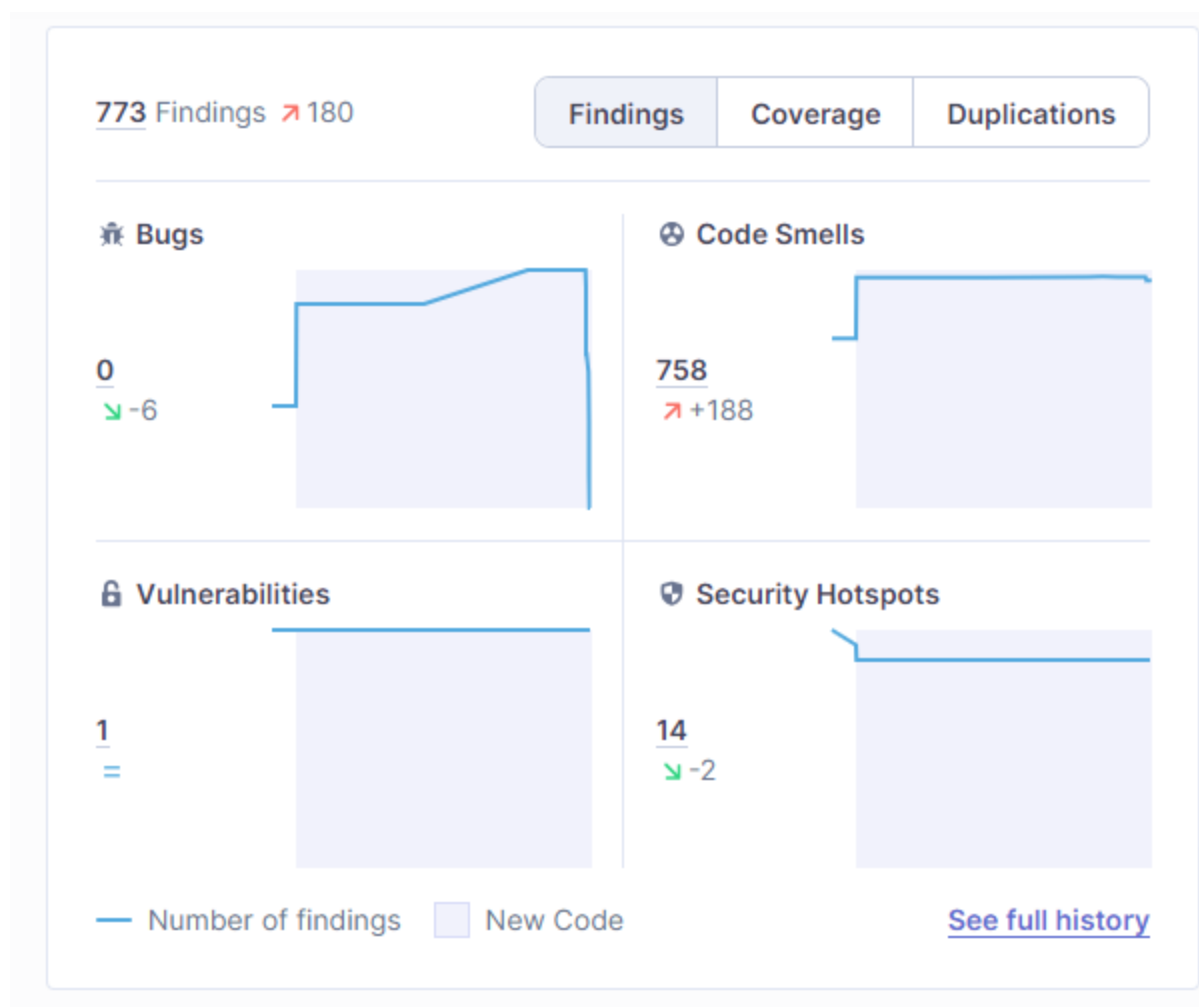 773 Findings 180
Findings Coverage Duplications
Bugs
0
-6
Code Smells
758
+188
Vulnerabilities
1
=
Security Hotspots
14
-2
Number of findings New Code See full history